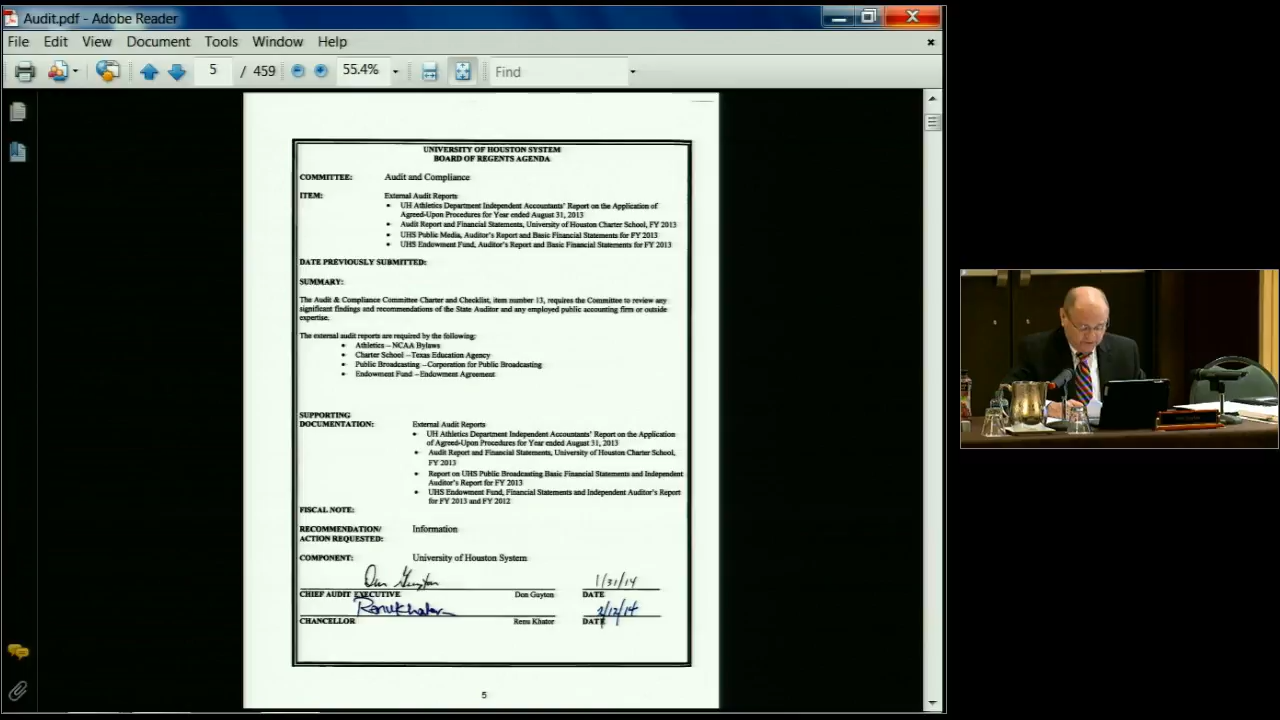 Audit.pdf - Adobe Reader
File Edit View Document Tools Window Help
5 / 459 55.4% Find
UNIVERSITY OF HOUSTON SYSTEM
BOARD OF REGENTS AGENDA
COMMITTEE: Audit and Compliance
ITEM: External Audit Reports
• UH Athletics Department Independent Accountants' Report on the Application of
Agreed-Upon Procedures for Year ended August 31, 2013
• Audit Report and Financial Statements, University of Houston Charter School, FY 2013
• UHS Public Media, Auditor's Report and Basic Financial Statements for FY 2013
• UHS Endowment Fund, Auditor's Report and Basic Financial Statements for FY 2013
DATE PREVIOUSLY SUBMITTED:
SUMMARY:
The Audit & Compliance Committee Charter and Checklist, item number 13, requires the Committee to review any
significant findings and recommendations of the State Auditor and any employed public accounting firm or outside
expertise.
The external audit reports are required by the following:
• Athletics – NCAA Bylaws
• Charter School – Texas Education Agency
• Public Broadcasting – Corporation for Public Broadcasting
• Endowment Fund – Endowment Agreement
SUPPORTING
DOCUMENTATION: External Audit Reports
• UH Athletics Department Independent Accountants' Report on the Application
of Agreed-Upon Procedures for Year ended August 31, 2013
• Audit Report and Financial Statements, University of Houston Charter School,
FY 2013
• Report on UHS Public Broadcasting Basic Financial Statements and Independent
Auditor's Report for FY 2013
• UHS Endowment Fund, Financial Statements and Independent Auditor's Report
for FY 2013 and FY 2012
FISCAL NOTE:
RECOMMENDATION/ Information
ACTION REQUESTED:
COMPONENT: University of Houston System
Don Guyton 1/31/14
CHIEF AUDIT EXECUTIVE Don Guyton DATE
Renu Khator 2/12/14
CHANCELLOR Renu Khator DATE
5